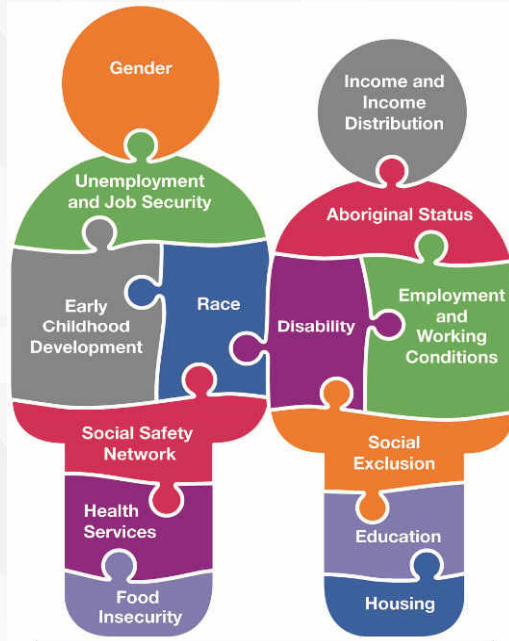 Gender
Unemployment
and Job Security
Early
Childhood
Development
Race
Social Safety
Network
Health
Services
Food
Insecurity
Income and
Income
Distribution
Aboriginal Status
Disability
Employment
and
Working
Conditions
Social
Exclusion
Education
Housing